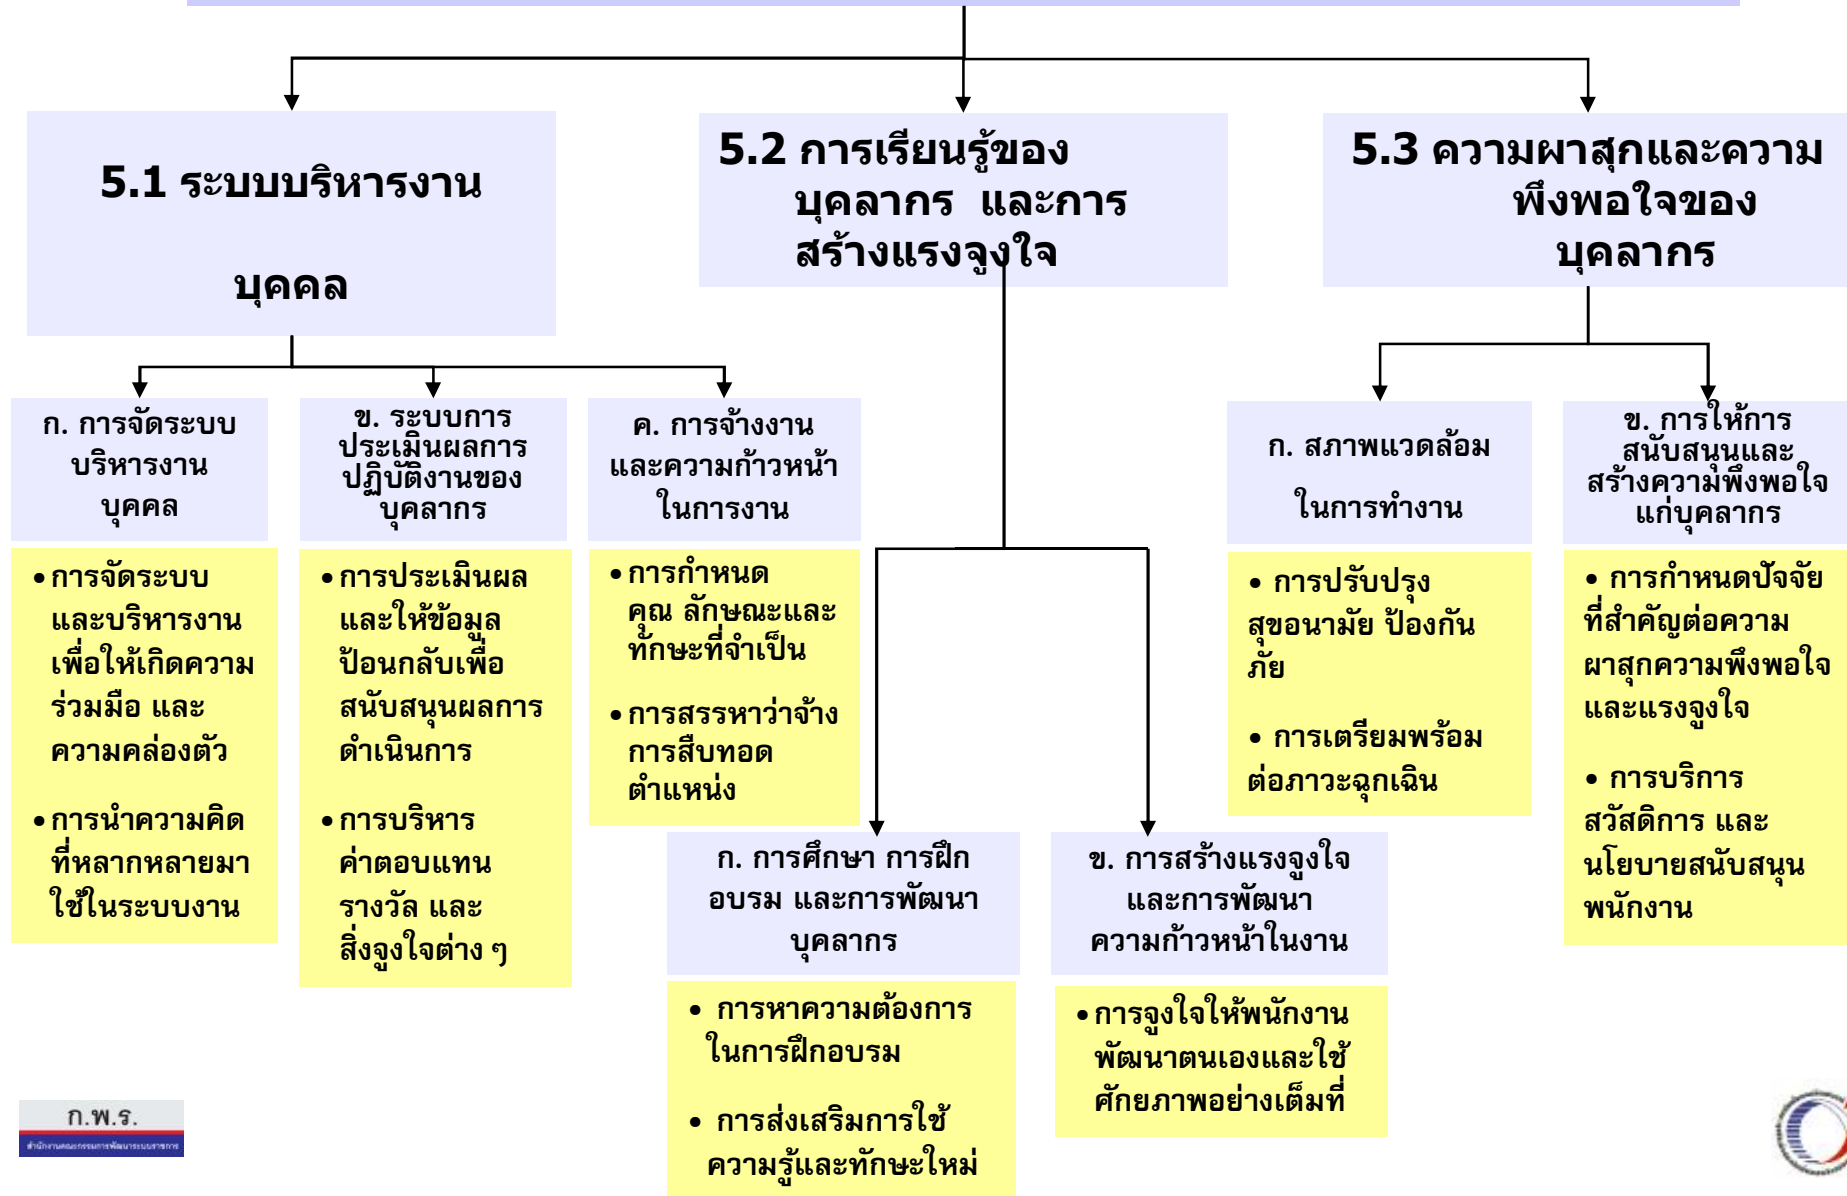 5.1 ระบบบริหารงาน
บุคคล
5.2 การเรียนรู้ของ
บุคลากร และการ
สร้างแรงจูงใจ
5.3 ความผาสุกและความ
พึงพอใจของ
บุคลากร
ก. การจัดระบบ
บริหารงาน
บุคคล
• การจัดระบบ
และบริหารงาน
เพื่อให้เกิดความ
ร่วมมือ และ
ความคล่องตัว
• การนำความคิด
ที่หลากหลายมา
ใช้ในระบบงาน
ข. ระบบการ
ประเมินผลการ
ปฏิบัติงานของ
บุคลากร
• การประเมินผล
และให้ข้อมูล
ป้อนกลับเพื่อ
สนับสนุนผลการ
ดำเนินการ
• การบริหาร
ค่าตอบแทน
รางวัล และ
สิ่งจูงใจต่าง ๆ
ค. การจ้างงาน
และความก้าวหน้า
ในการงาน
• การกำหนด
คุณ ลักษณะและ
ทักษะที่จำเป็น
• การสรรหาว่าจ้าง
การสืบทอด
ตำแหน่ง
ก. การศึกษา การฝึก
อบรม และการพัฒนา
บุคลากร
• การหาความต้องการ
ในการฝึกอบรม
• การส่งเสริมการใช้
ความรู้และทักษะใหม่
ข. การสร้างแรงจูงใจ
และการพัฒนา
ความก้าวหน้าในงาน
• การจูงใจให้พนักงาน
พัฒนาตนเองและใช้
ศักยภาพอย่างเต็มที่
ก. สภาพแวดล้อม
ในการทำงาน
• การปรับปรุง
สุขอนามัย ป้องกัน
ภัย
• การเตรียมพร้อม
ต่อภาวะฉุกเฉิน
ข. การให้การ
สนับสนุนและ
สร้างความพึงพอใจ
แก่บุคลากร
• การกำหนดปัจจัย
ที่สำคัญต่อความ
ผาสุกความพึงพอใจ
และแรงจูงใจ
• การบริการ
สวัสดิการ และ
นโยบายสนับสนุน
พนักงาน
ก.พ.ร.
สำนักงานคณะกรรมการพัฒนาระบบราชการ